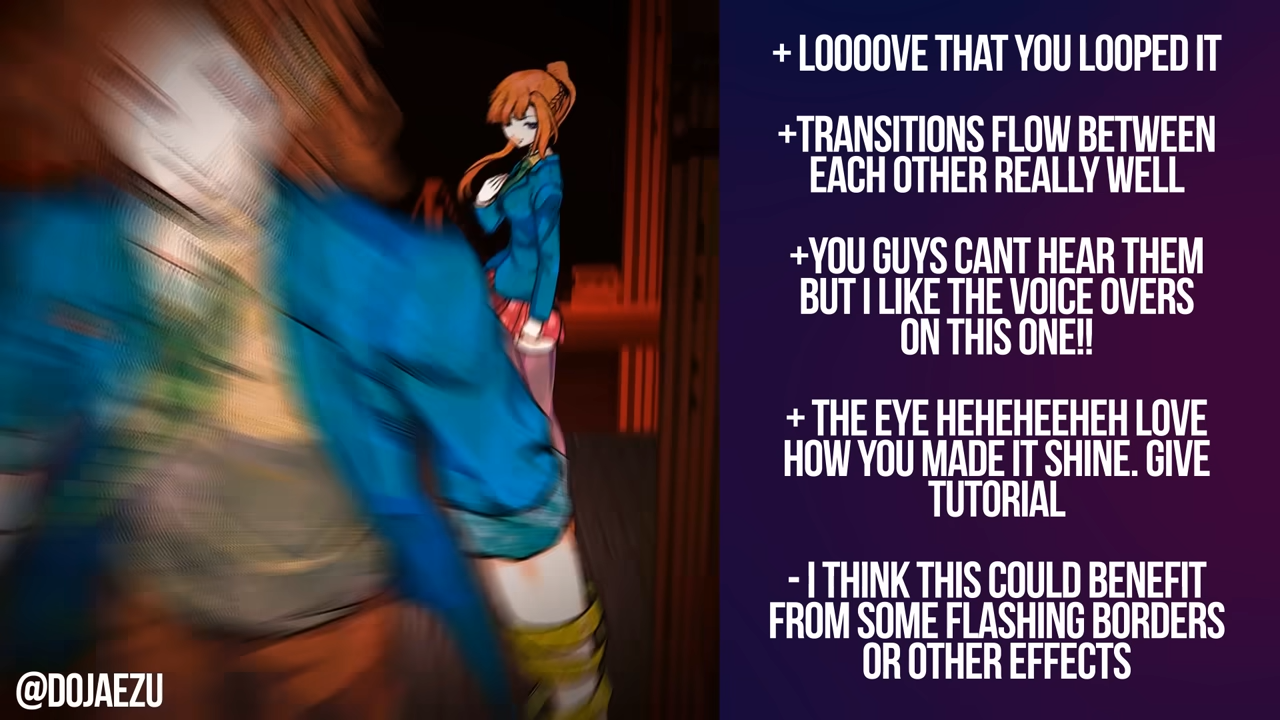 + LOOOOVE THAT YOU LOOPED IT
+TRANSITIONS FLOW BETWEEN
EACH OTHER REALLY WELL
+YOU GUYS CANT HEAR THEM
BUT I LIKE THE VOICE OVERS
ON THIS ONE!!
+ THE EYE HEHEHEEHEH LOVE
HOW YOU MADE IT SHINE. GIVE
TUTORIAL
- I THINK THIS COULD BENEFIT
FROM SOME FLASHING BORDERS
OR OTHER EFFECTS
@DOJAEZU